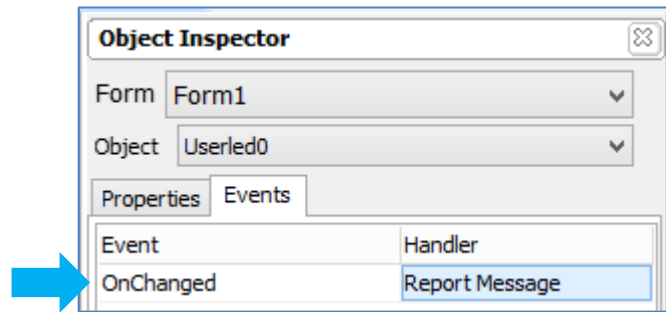 Object Inspector
Form Form1
Object Userled0
Properties Events
Event Handler
OnChanged Report Message